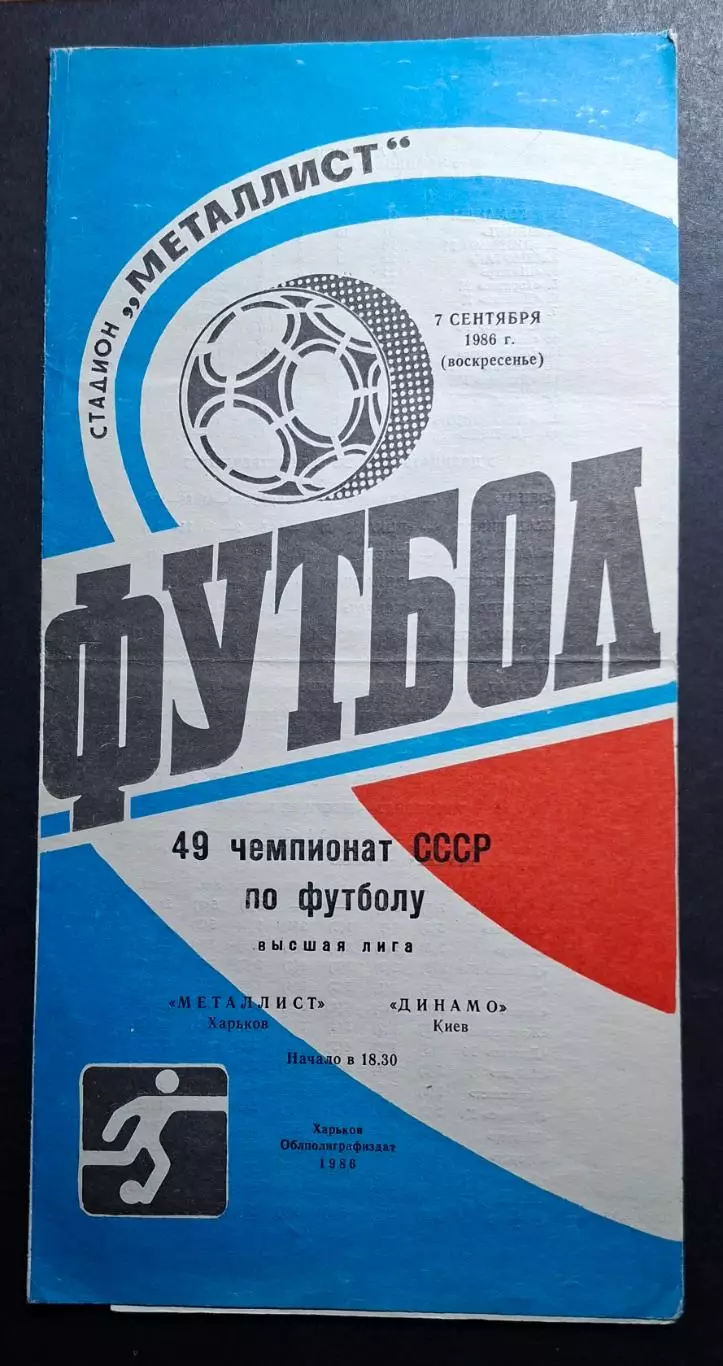 СТАДИОН „МЕТАЛЛИСТ“
7 СЕНТЯБРЯ
1986 г.
(воскресенье)
ФУТБОЛ
49 чемпионат СССР
по футболу
высшая лига
«МЕТАЛЛИСТ» «ДИНАМО»
Харьков Киев
Начало в 18.30
Харьков
Облполиграфиздат
1986